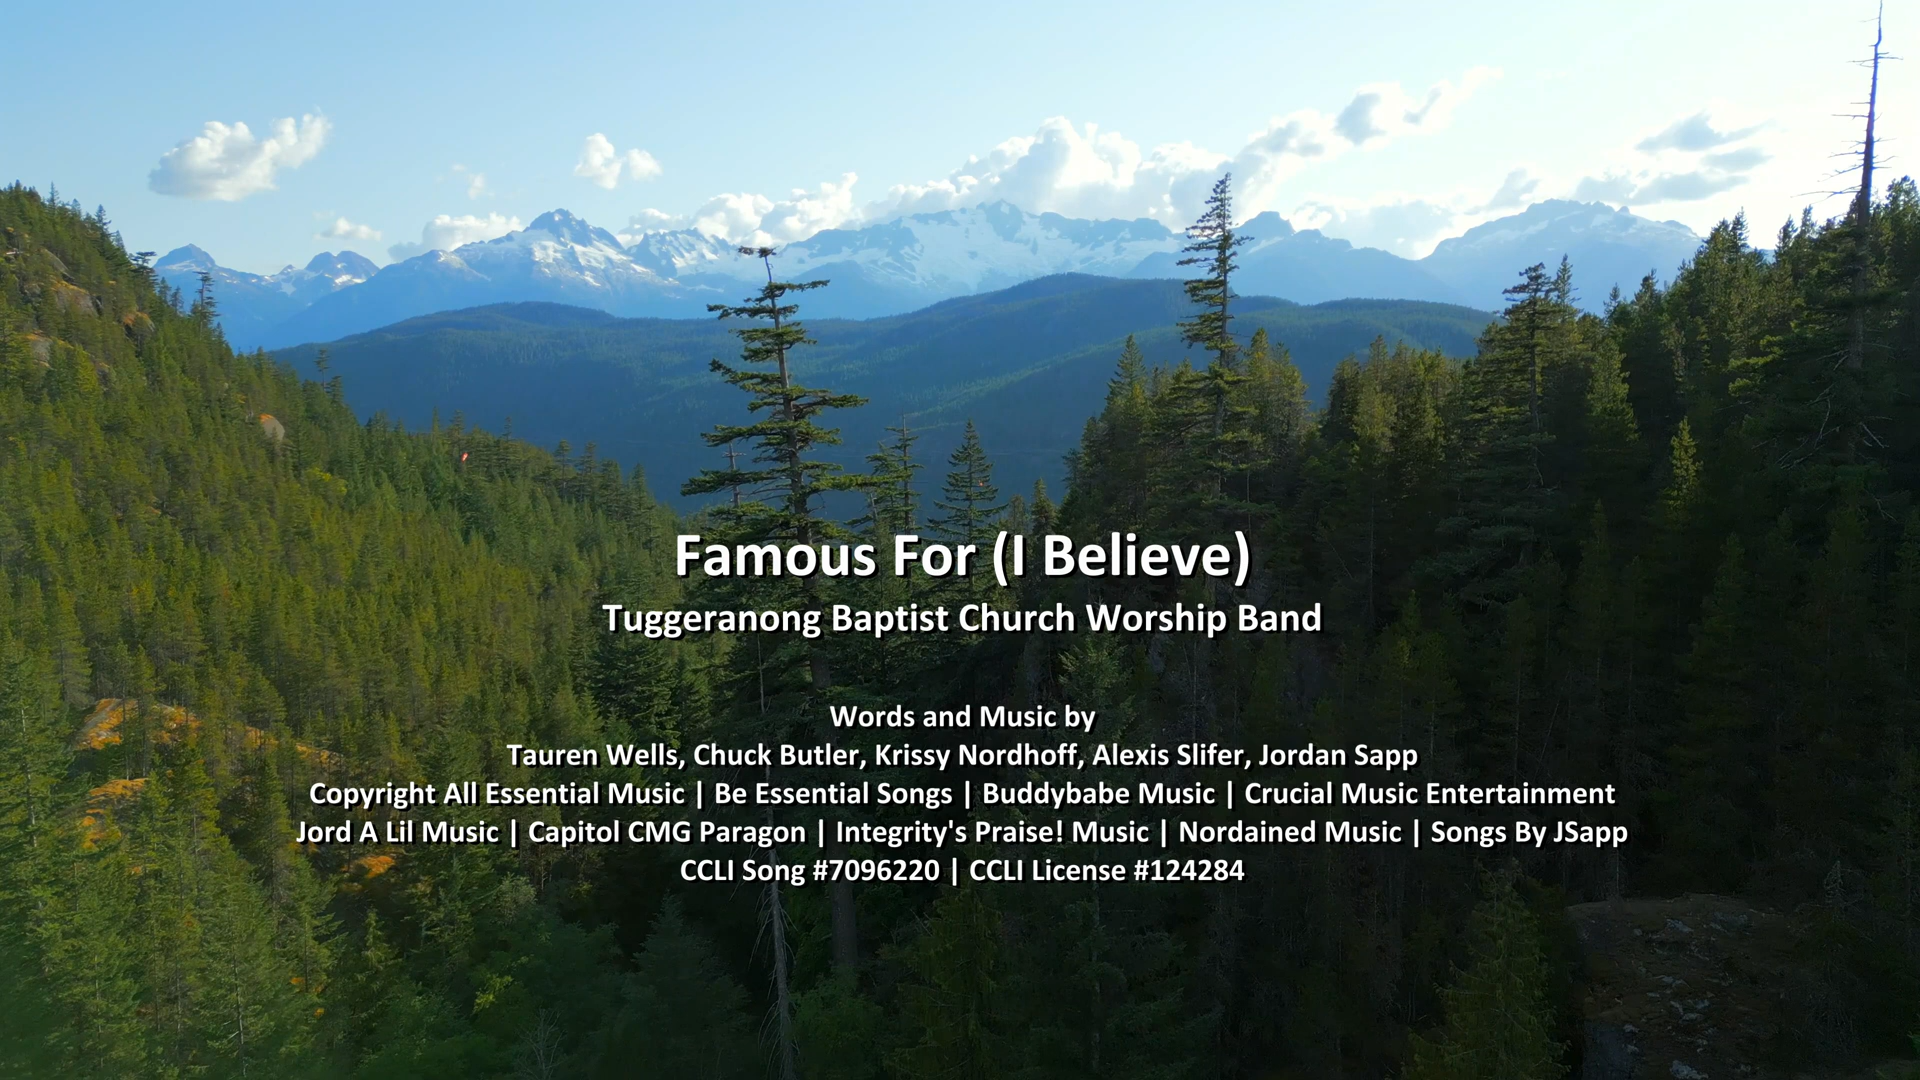 Famous For (I Believe)
Tuggeranong Baptist Church Worship Band
Words and Music by
Tauren Wells, Chuck Butler, Krissy Nordhoff, Alexis Slifer, Jordan Sapp
Copyright All Essential Music | Be Essential Songs | Buddybabe Music | Crucial Music Entertainment
Jord A Lil Music | Capitol CMG Paragon | Integrity's Praise! Music | Nordained Music | Songs By JSapp
CCLI Song #7096220 | CCLI License #124284